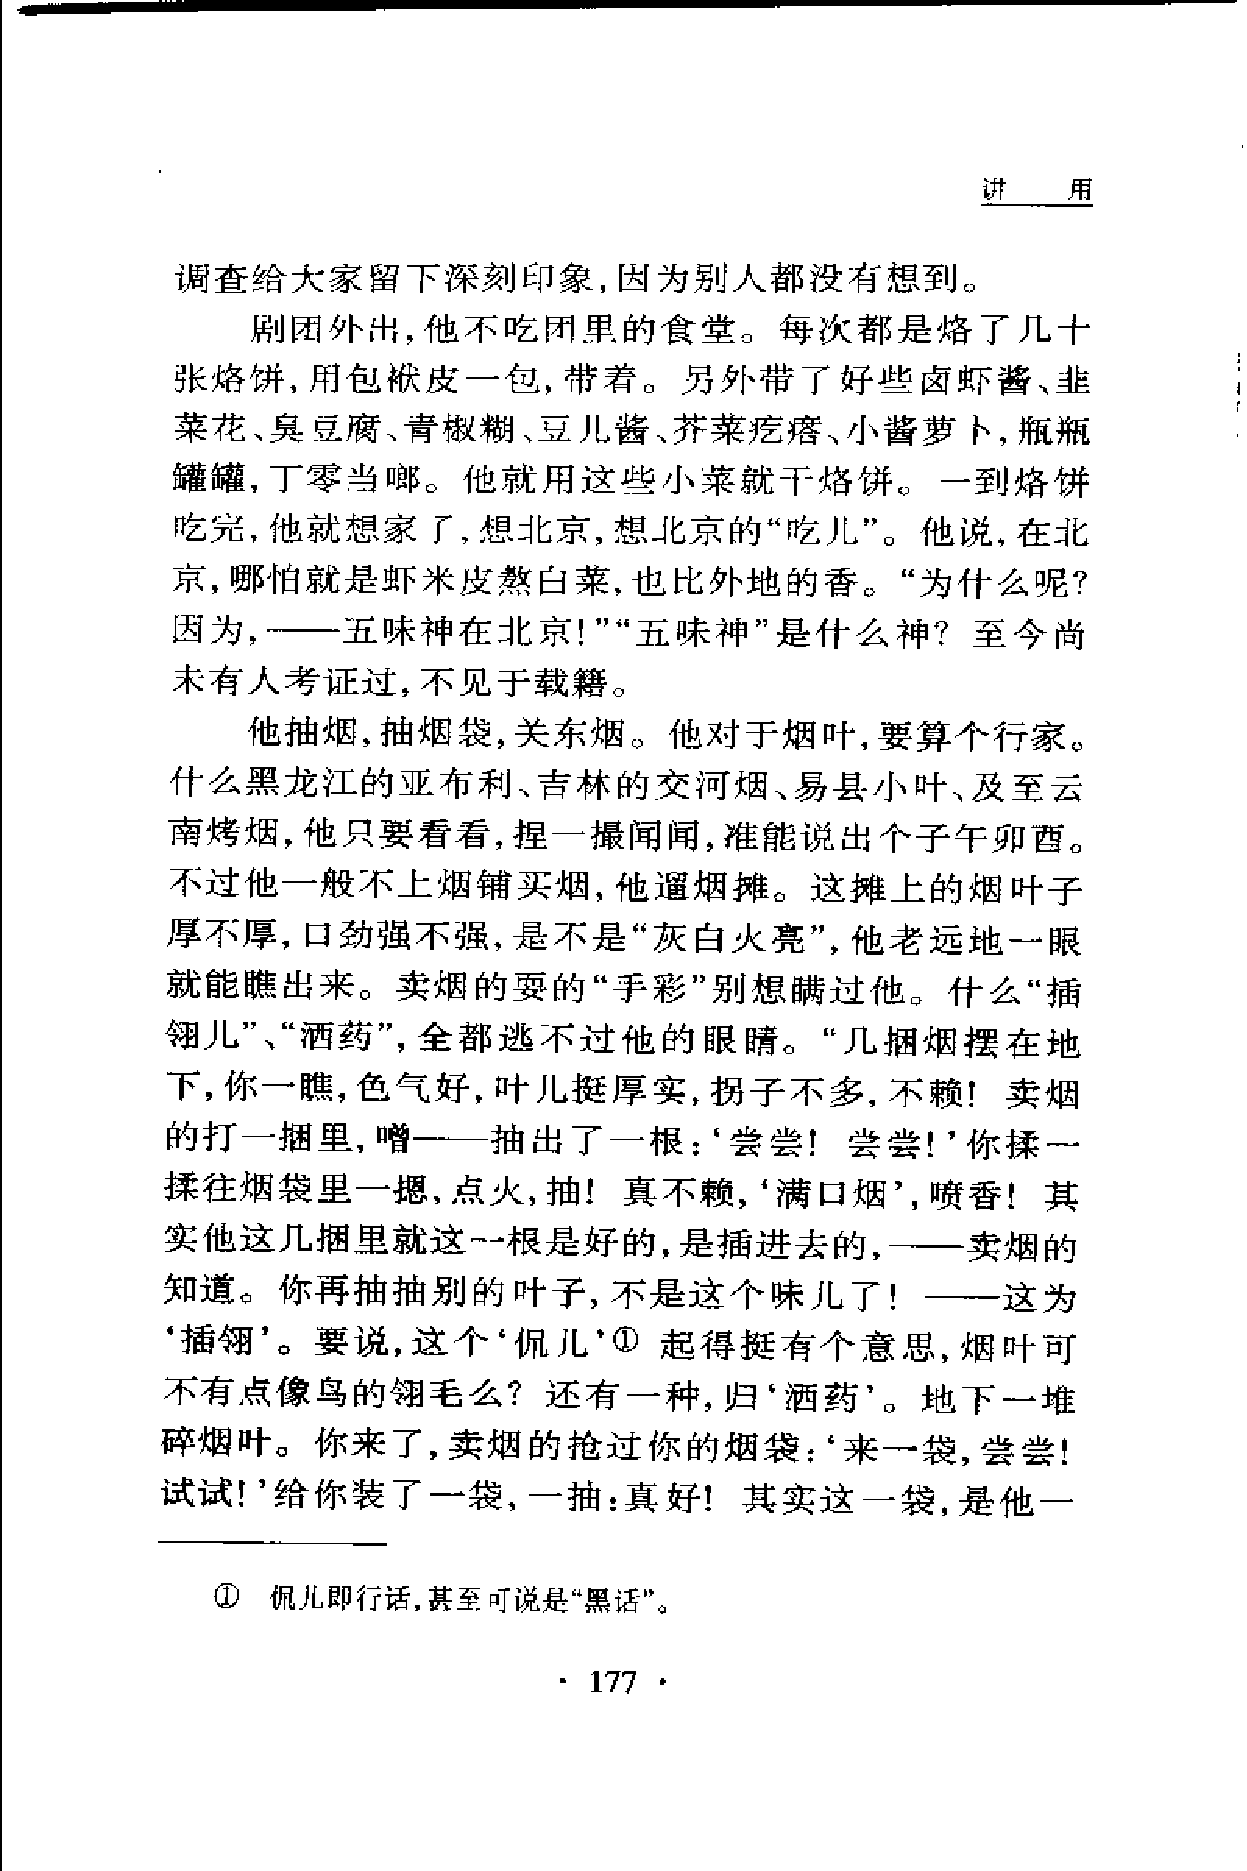 讲　用
调查给大家留下深刻印象,因为别人都没有想到。
剧团外出,他不吃团里的食堂。每次都是烙了几十
张烙饼,用包袱皮一包,带着。另外带了好些卤虾酱、韭
菜花、臭豆腐、青椒糊、豆儿酱、芥菜疙瘩、小酱萝卜,瓶瓶
罐罐,丁零当啷。他就用这些小菜就干烙饼。一到烙饼
吃完,他就想家了,想北京,想北京的“吃儿”。他说,在北
京,哪怕就是虾米皮熬白菜,也比外地的香。“为什么呢?
因为,——五味神在北京!”“五味神”是什么神? 至今尚
未有人考证过,不见于载籍。
他抽烟,抽烟袋,关东烟。他对于烟叶,要算个行家。
什么黑龙江的亚布利、吉林的交河烟、易县小叶、及至云
南烤烟,他只要看看,捏一撮闻闻,准能说出个子午卯酉。
不过他一般不上烟铺买烟,他遛烟摊。这摊上的烟叶子
厚不厚,口劲强不强,是不是“灰白火亮”,他老远地一眼
就能瞧出来。卖烟的耍的“手彩”别想瞒过他。什么“插
翎儿”、“洒药”,全都逃不过他的眼睛。“几捆烟摆在地
下,你一瞧,色气好,叶儿挺厚实,拐子不多,不赖! 卖烟
的打一捆里,噌——抽出了一根:‘尝尝! 尝尝!’你揉一
揉往烟袋里一摁,点火,抽! 真不赖,‘满口烟’,喷香! 其
实他这几捆里就这一根是好的,是插进去的,——卖烟的
知道。你再抽抽别的叶子,不是这个味儿了! ——这为
‘插翎’。要说,这个‘侃儿’① 起得挺有个意思,烟叶可
不有点像鸟的翎毛么? 还有一种,归‘洒药’。地下一堆
碎烟叶。你来了,卖烟的抢过你的烟袋:‘来一袋,尝尝!
试试!’给你装了一袋,一抽:真好! 其实这一袋,是他一
① 侃儿即行话,甚至可说是“黑话”。
· 177 ·